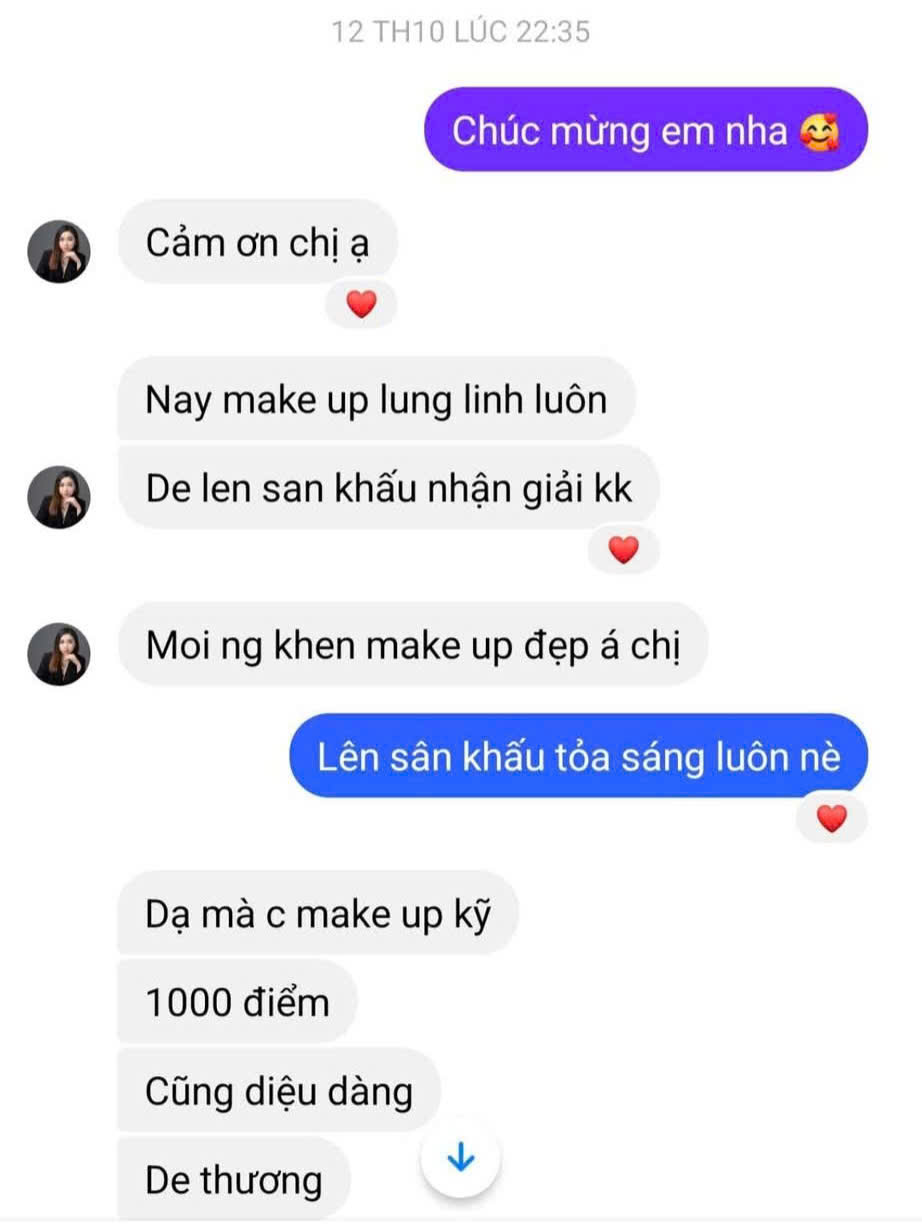 12 TH10 LÚC 22:35
Chúc mừng em nha 🥰
Cảm ơn chị ạ
Nay make up lung linh luôn
De len san khấu nhận giải kk
Moi ng khen make up đẹp á chị
Lên sân khấu tỏa sáng luôn nè
Dạ mà c make up kỹ
1000 điểm
Cũng diệu dàng
De thương